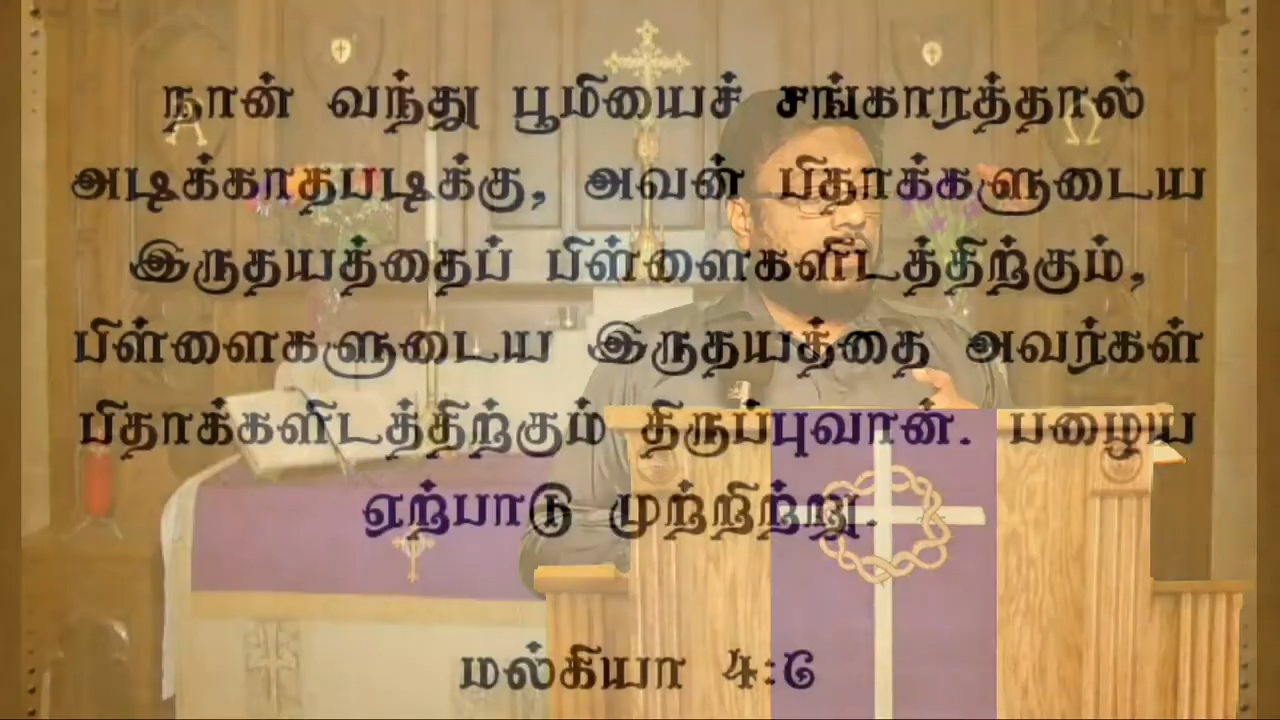 நான் வந்து பூமியைச் சங்காரத்தால்
அடிக்காதபடிக்கு, அவன் பிதாக்களுடைய
இருதயத்தைப் பிள்ளைகளிடத்திற்கும்,
பிள்ளைகளுடைய இருதயத்தை அவர்கள்
பிதாக்களிடத்திற்கும் திருப்புவான். பழைய
ஏற்பாடு முற்றிற்று.
மல்கியா 4:6